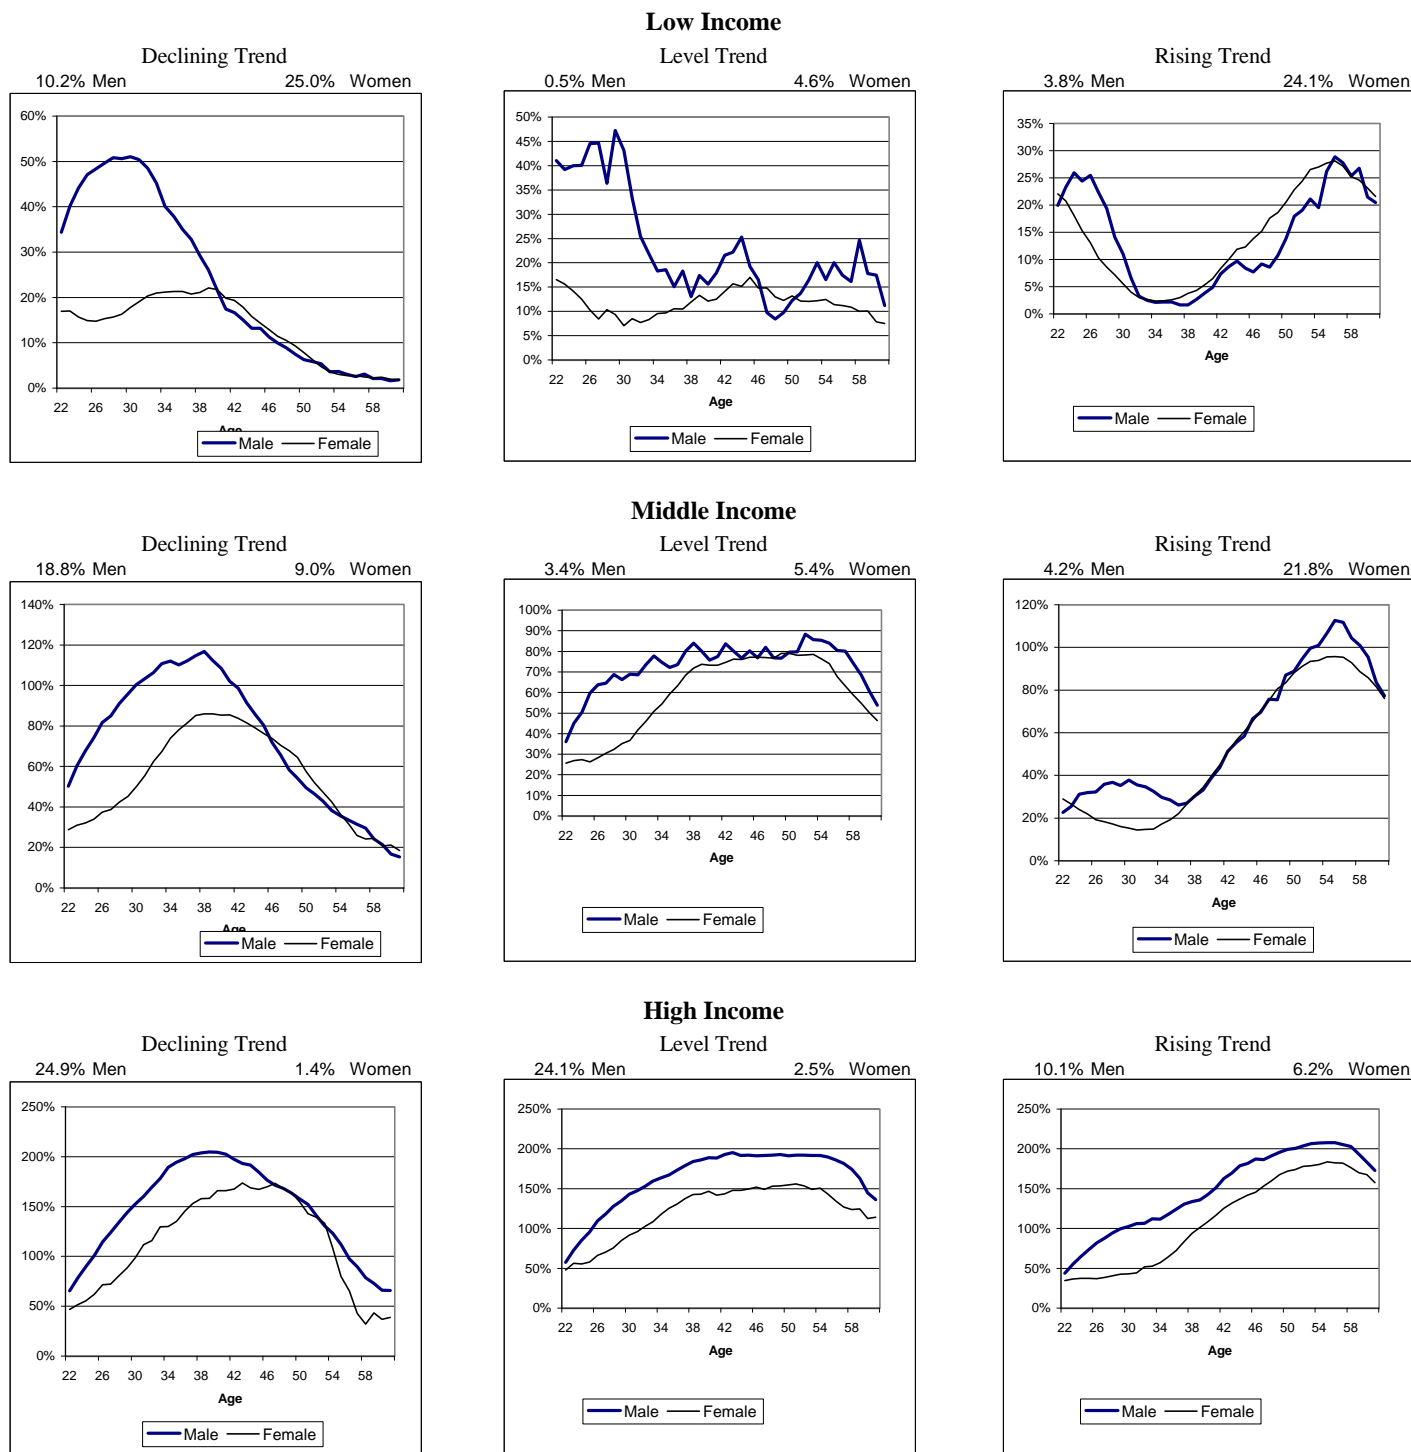 Low Income
Declining Trend
Level Trend
Rising Trend
10.2% Men 25.0% Women
0.5% Men 4.6% Women
3.8% Men 24.1% Women
60%
50%
40%
30%
20%
10%
0%
22 26 30 34 38 42 46 50 54 58
Age
Male Female
50%
45%
40%
35%
30%
25%
20%
15%
10%
5%
0%
22 26 30 34 38 42 46 50 54 58
Age
Male Female
35%
30%
25%
20%
15%
10%
5%
0%
22 26 30 34 38 42 46 50 54 58
Age
Male Female
Middle Income
Declining Trend
Level Trend
Rising Trend
18.8% Men 9.0% Women
3.4% Men 5.4% Women
4.2% Men 21.8% Women
140%
120%
100%
80%
60%
40%
20%
0%
22 26 30 34 38 42 46 50 54 58
Age
Male Female
100%
90%
80%
70%
60%
50%
40%
30%
20%
10%
0%
22 26 30 34 38 42 46 50 54 58
Age
Male Female
120%
100%
80%
60%
40%
20%
0%
22 26 30 34 38 42 46 50 54 58
Age
Male Female
High Income
Declining Trend
Level Trend
Rising Trend
24.9% Men 1.4% Women
24.1% Men 2.5% Women
10.1% Men 6.2% Women
250%
200%
150%
100%
50%
0%
22 26 30 34 38 42 46 50 54 58
Age
Male Female
250%
200%
150%
100%
50%
0%
22 26 30 34 38 42 46 50 54 58
Age
Male Female
250%
200%
150%
100%
50%
0%
22 26 30 34 38 42 46 50 54 58
Age
Male Female